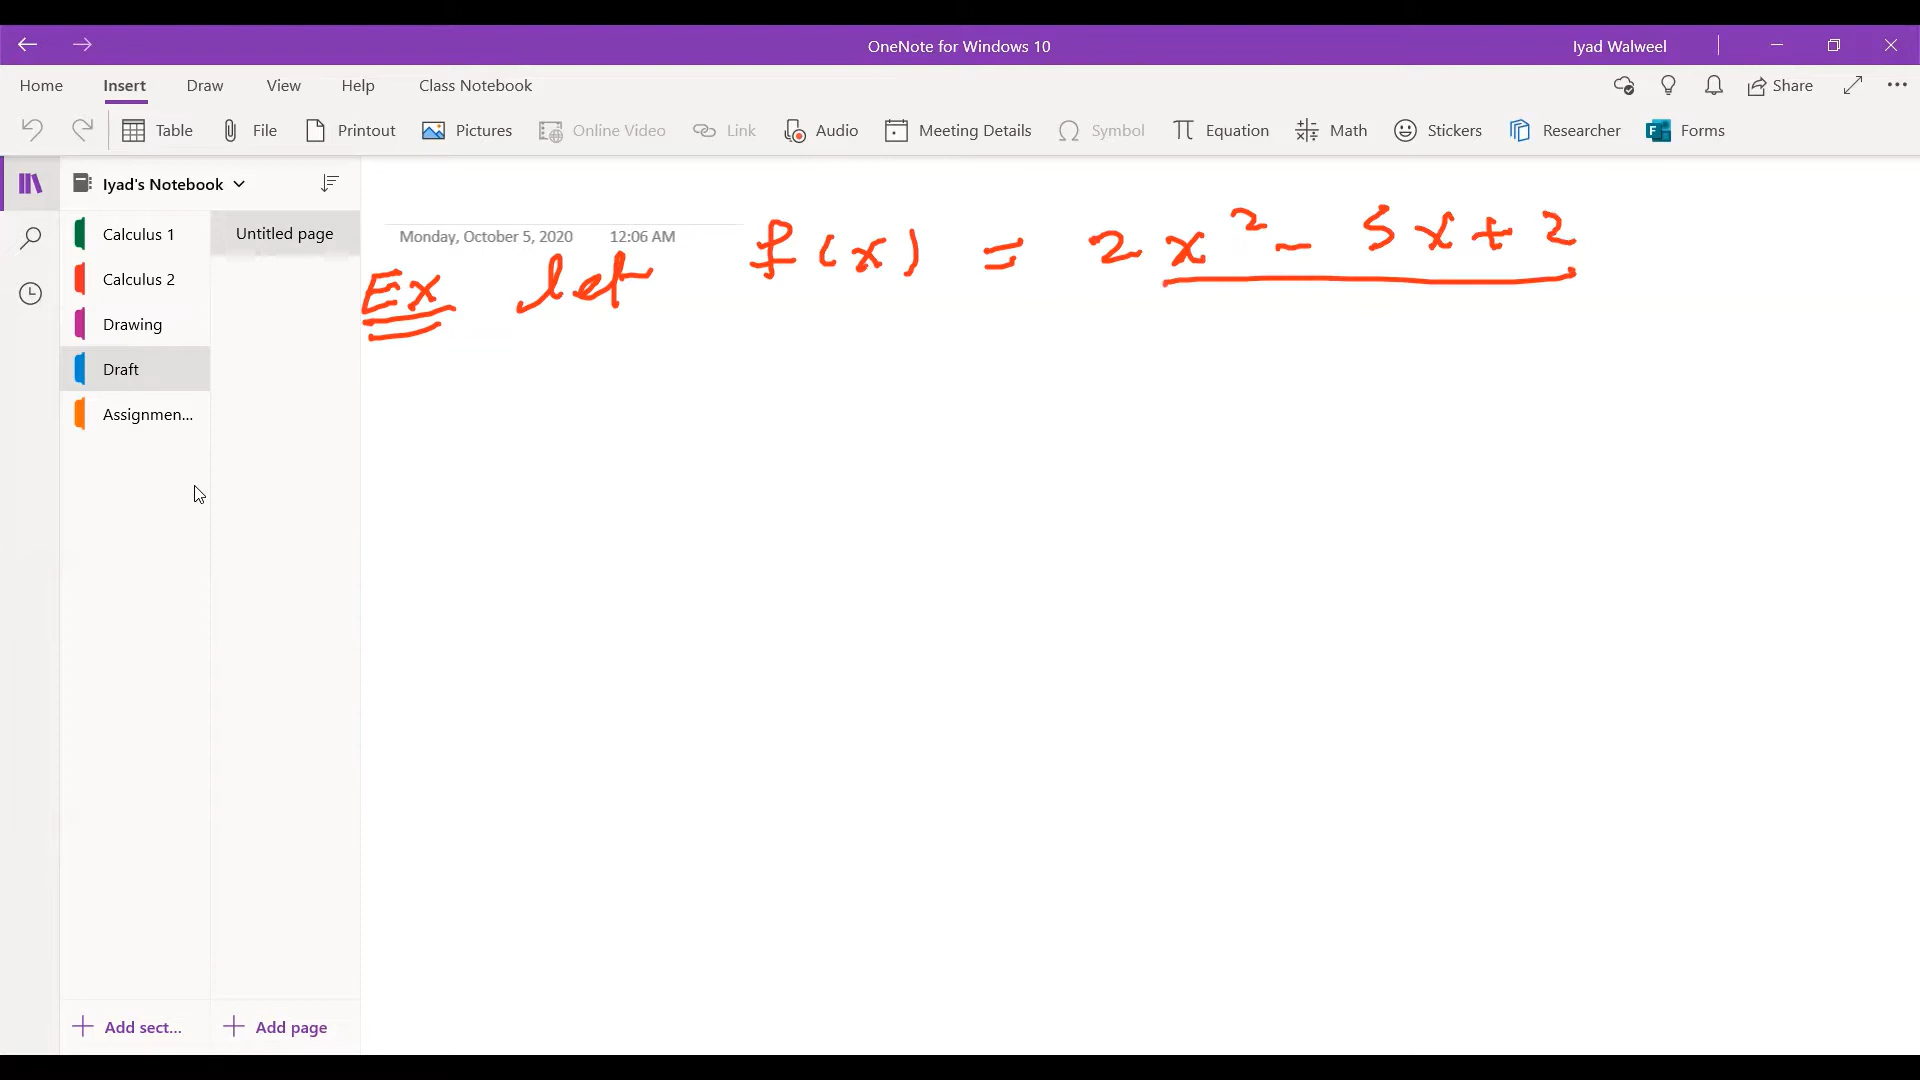 OneNote for Windows 10
Iyad Walweel
Home Insert Draw View Help Class Notebook Share
Table File Printout Pictures Online Video Link Audio Meeting Details Symbol Equation Math Stickers Researcher Forms
Iyad's Notebook
Calculus 1
Calculus 2
Drawing
Draft
Assignmen...
Untitled page
Monday, October 5, 2020 12:06 AM
Ex let f(x) = 2x² - 5x + 2
Add sect...
Add page